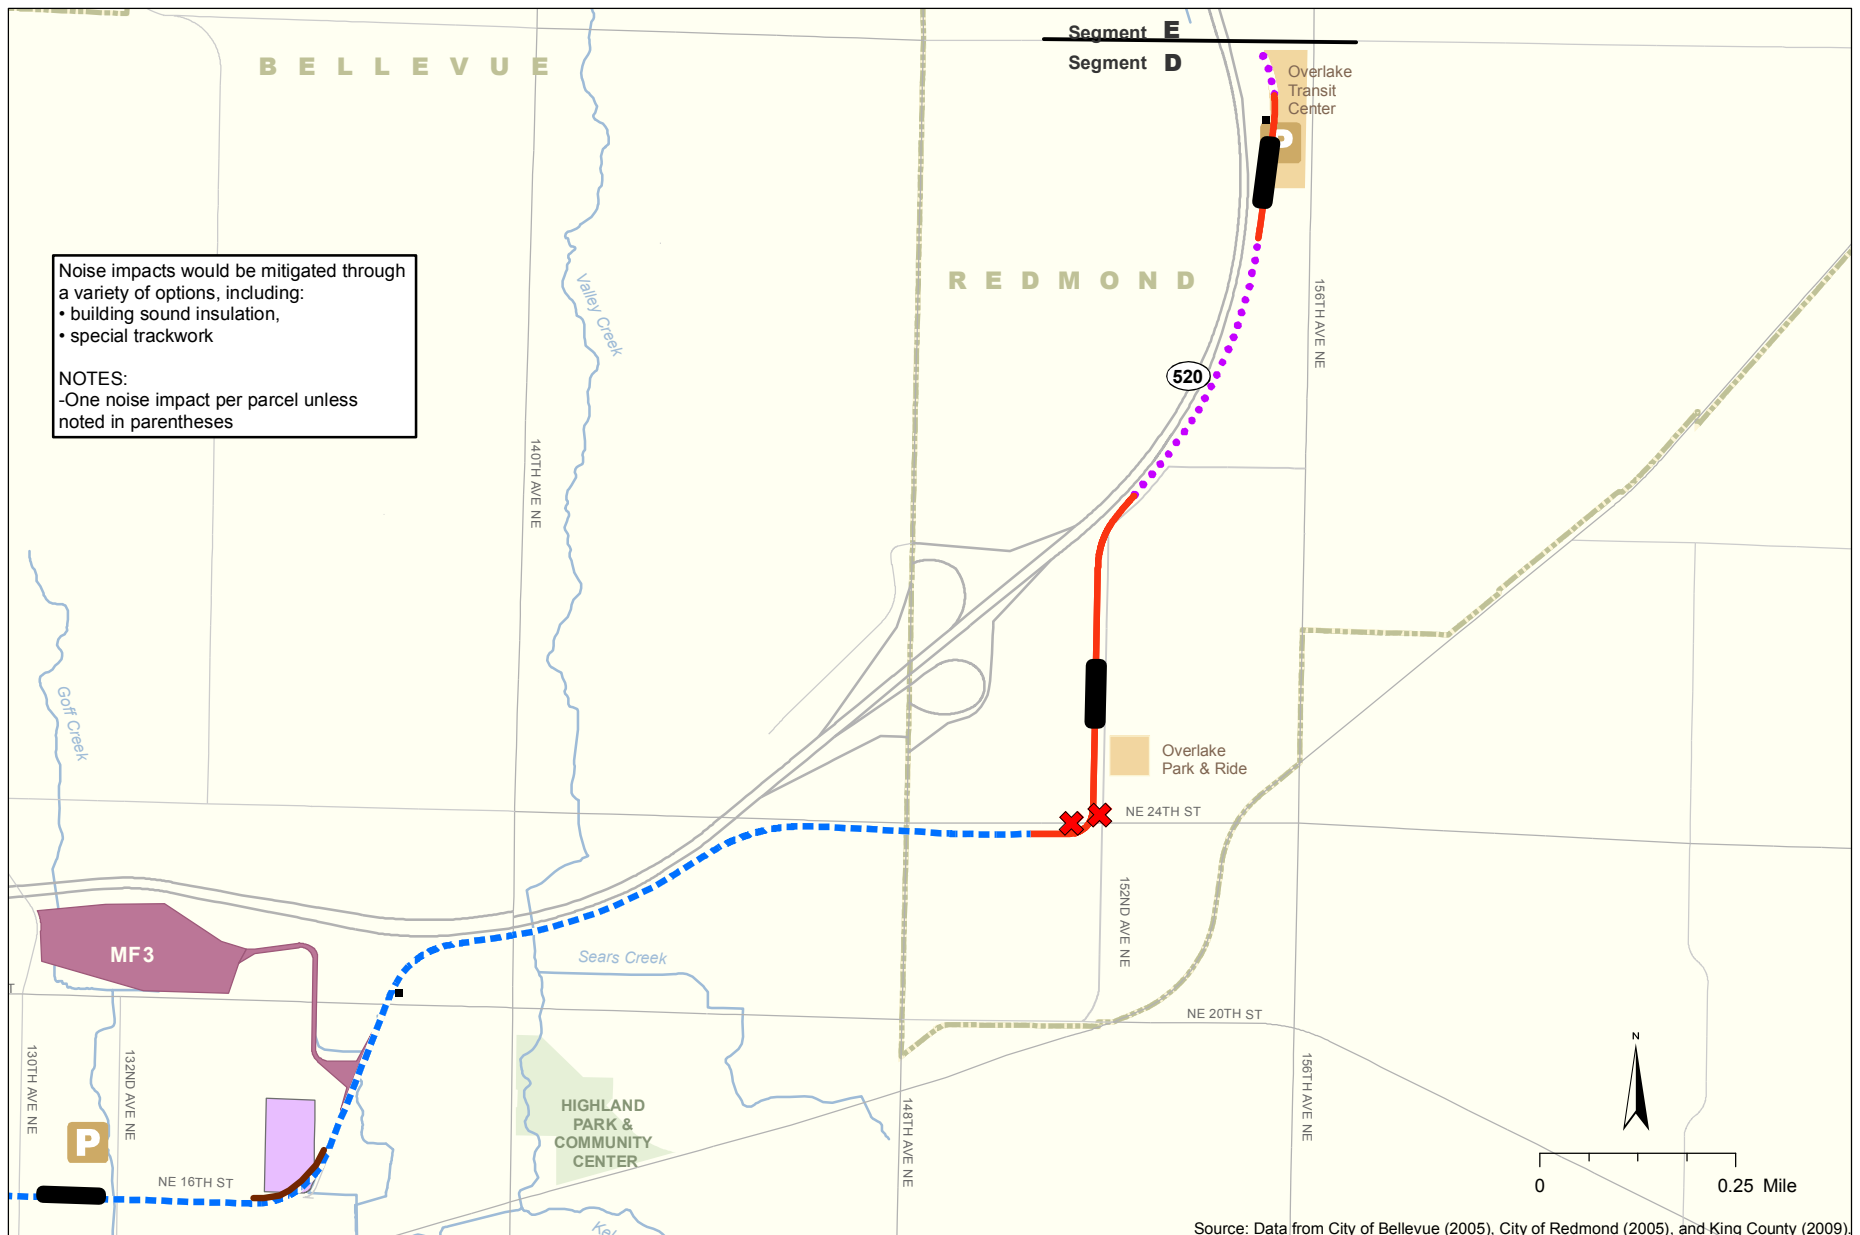 Segment E
Segment D
BELLEVUE
Overlake
Transit
Center
P
Noise impacts would be mitigated through
a variety of options, including:
• building sound insulation,
• special trackwork
NOTES:
-One noise impact per parcel unless
noted in parentheses
Valley Creek
REDMOND
156TH AVE NE
520
140TH AVE NE
Goff Creek
Overlake
Park & Ride
NE 24TH ST
152ND AVE NE
MF3
Sears Creek
T
NE 20TH ST
N
130TH AVE NE
132ND AVE NE
P
HIGHLAND
PARK &
COMMUNITY
CENTER
148TH AVE NE
156TH AVE NE
NE 16TH ST
0 0.25 Mile
Kel
Source: Data from City of Bellevue (2005), City of Redmond (2005), and King County (2009).